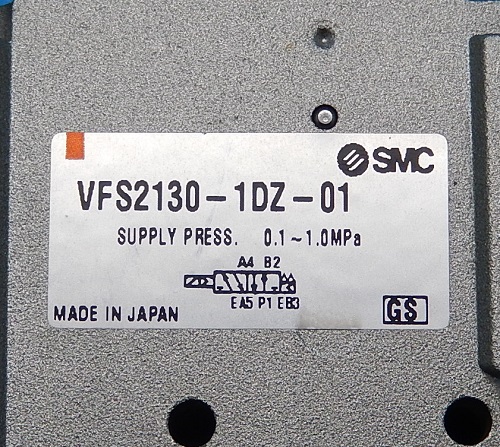 SMC
VFS2130-1DZ-01
SUPPLY PRESS. 0.1~1.0MPa
A4 B2
EA5 P1 EB3
MADE IN JAPAN GS